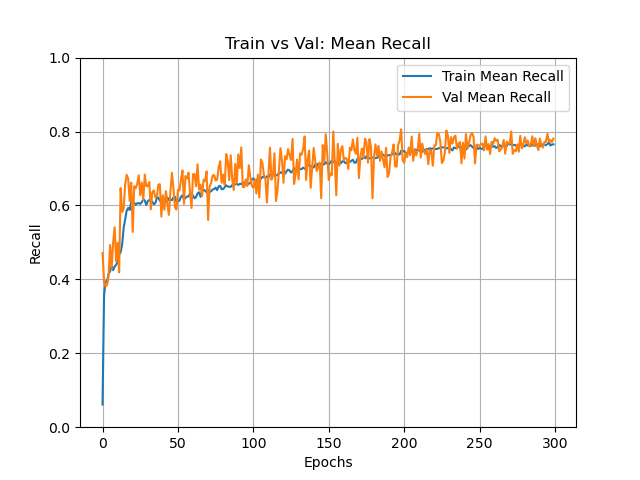 Train vs Val: Mean Recall
Train Mean Recall
Val Mean Recall
1.0
0.8
0.6
0.4
0.2
0.0
Recall
0 50 100 150 200 250 300
Epochs